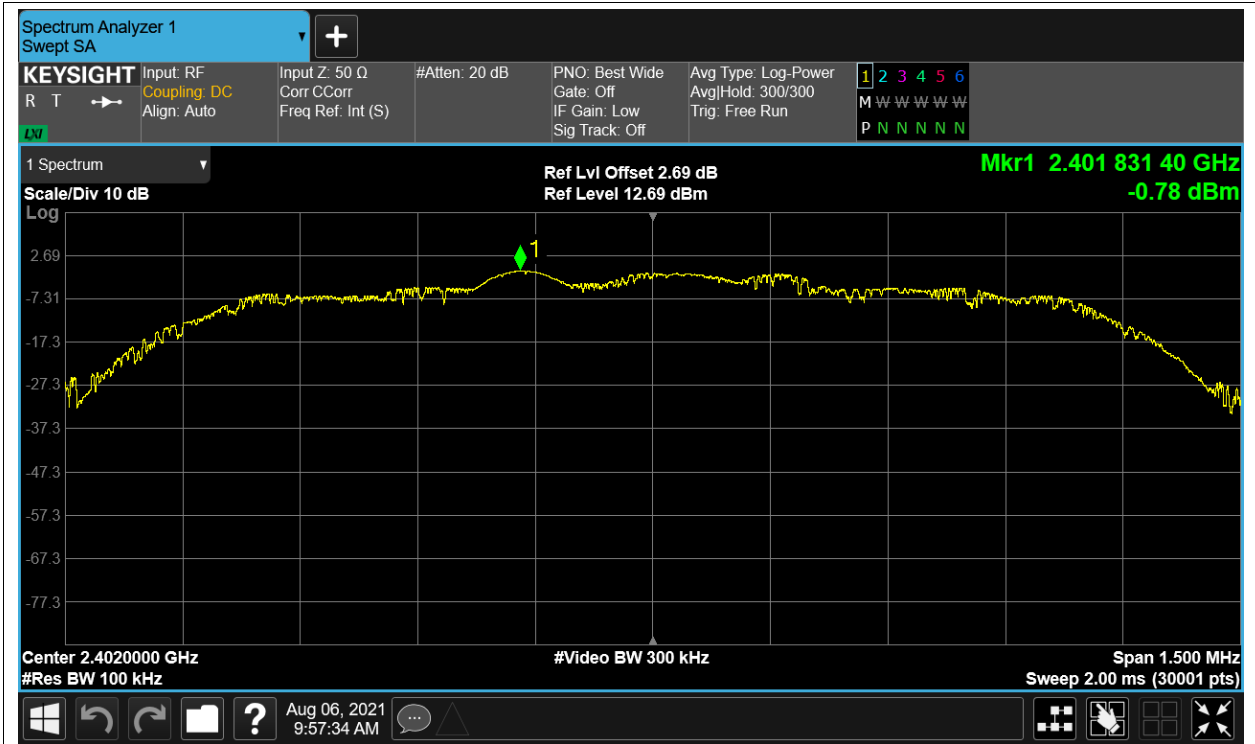 Spectrum Analyzer 1
Swept SA
KEYSIGHT
R T
LXI
Input: RF
Coupling: DC
Align: Auto
Input Z: 50 Ω
Corr CCorr
Freq Ref: Int (S)
#Atten: 20 dB
PNO: Best Wide
Gate: Off
IF Gain: Low
Sig Track: Off
Avg Type: Log-Power
Avg|Hold: 300/300
Trig: Free Run
1 2 3 4 5 6
M W W W W W
P N N N N N
1 Spectrum
Scale/Div 10 dB
Log
Ref Lvl Offset 2.69 dB
Ref Level 12.69 dBm
Mkr1 2.401 831 40 GHz
-0.78 dBm
1
2.69
-7.31
-17.3
-27.3
-37.3
-47.3
-57.3
-67.3
-77.3
Center 2.4020000 GHz
#Res BW 100 kHz
#Video BW 300 kHz
Span 1.500 MHz
Sweep 2.00 ms (30001 pts)
?
Aug 06, 2021
9:57:34 AM